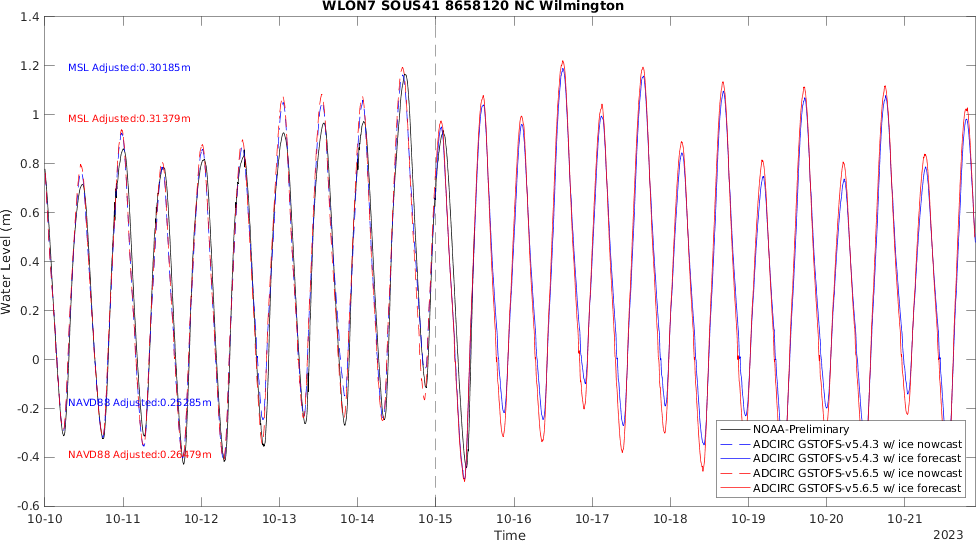 WLON7 SOUS41 8658120 NC Wilmington
1.4
1.2
1
0.8
0.6
0.4
0.2
0
-0.2
-0.4
-0.6
Water Level (m)
MSL Adjusted:0.30185m
MSL Adjusted:0.31379m
NAVD88 Adjusted:0.25285m
NAVD88 Adjusted:0.26479m
NOAA-Preliminary
ADCIRC GSTOFS-v5.4.3 w/ ice nowcast
ADCIRC GSTOFS-v5.4.3 w/ ice forecast
ADCIRC GSTOFS-v5.6.5 w/ ice nowcast
ADCIRC GSTOFS-v5.6.5 w/ ice forecast
10-10 10-11 10-12 10-13 10-14 10-15 10-16 10-17 10-18 10-19 10-20 10-21
Time
2023